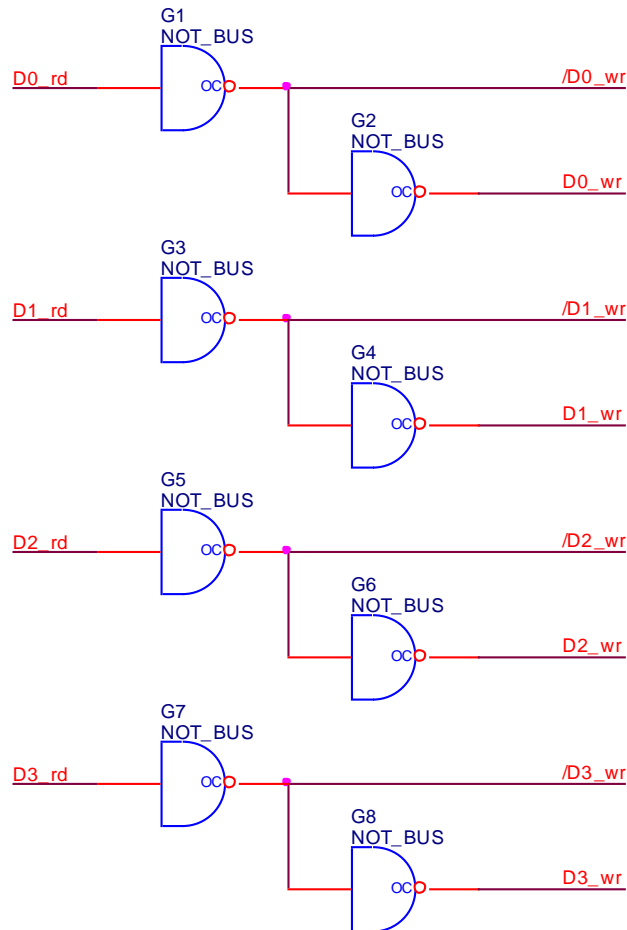 G1
NOT_BUS
D0_rd
OC
/D0_wr
G2
NOT_BUS
OC
D0_wr
G3
NOT_BUS
D1_rd
OC
/D1_wr
G4
NOT_BUS
OC
D1_wr
G5
NOT_BUS
D2_rd
OC
/D2_wr
G6
NOT_BUS
OC
D2_wr
G7
NOT_BUS
D3_rd
OC
/D3_wr
G8
NOT_BUS
OC
D3_wr